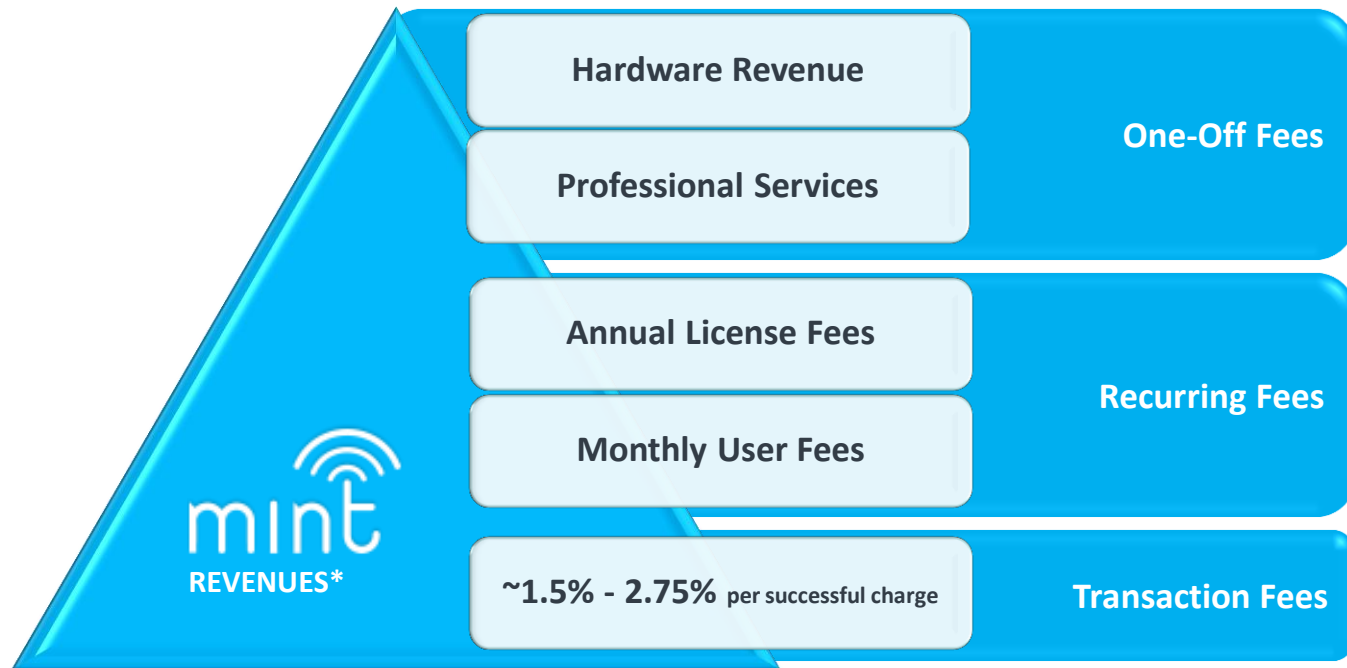 Hardware Revenue
One-Off Fees
Professional Services
Annual License Fees
Recurring Fees
Monthly User Fees
mint
REVENUES*
~1.5% - 2.75% per successful charge
Transaction Fees